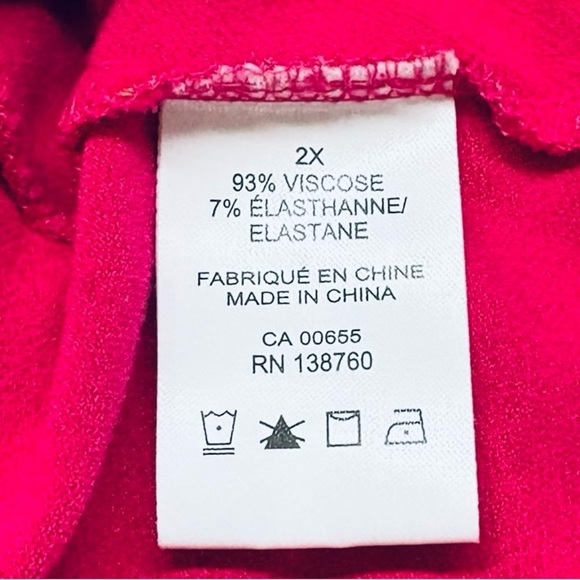 2X
93% VISCOSE
7% ÉLASTHANNE/
ELASTANE
FABRIQUÉ EN CHINE
MADE IN CHINA
CA 00655
RN 138760